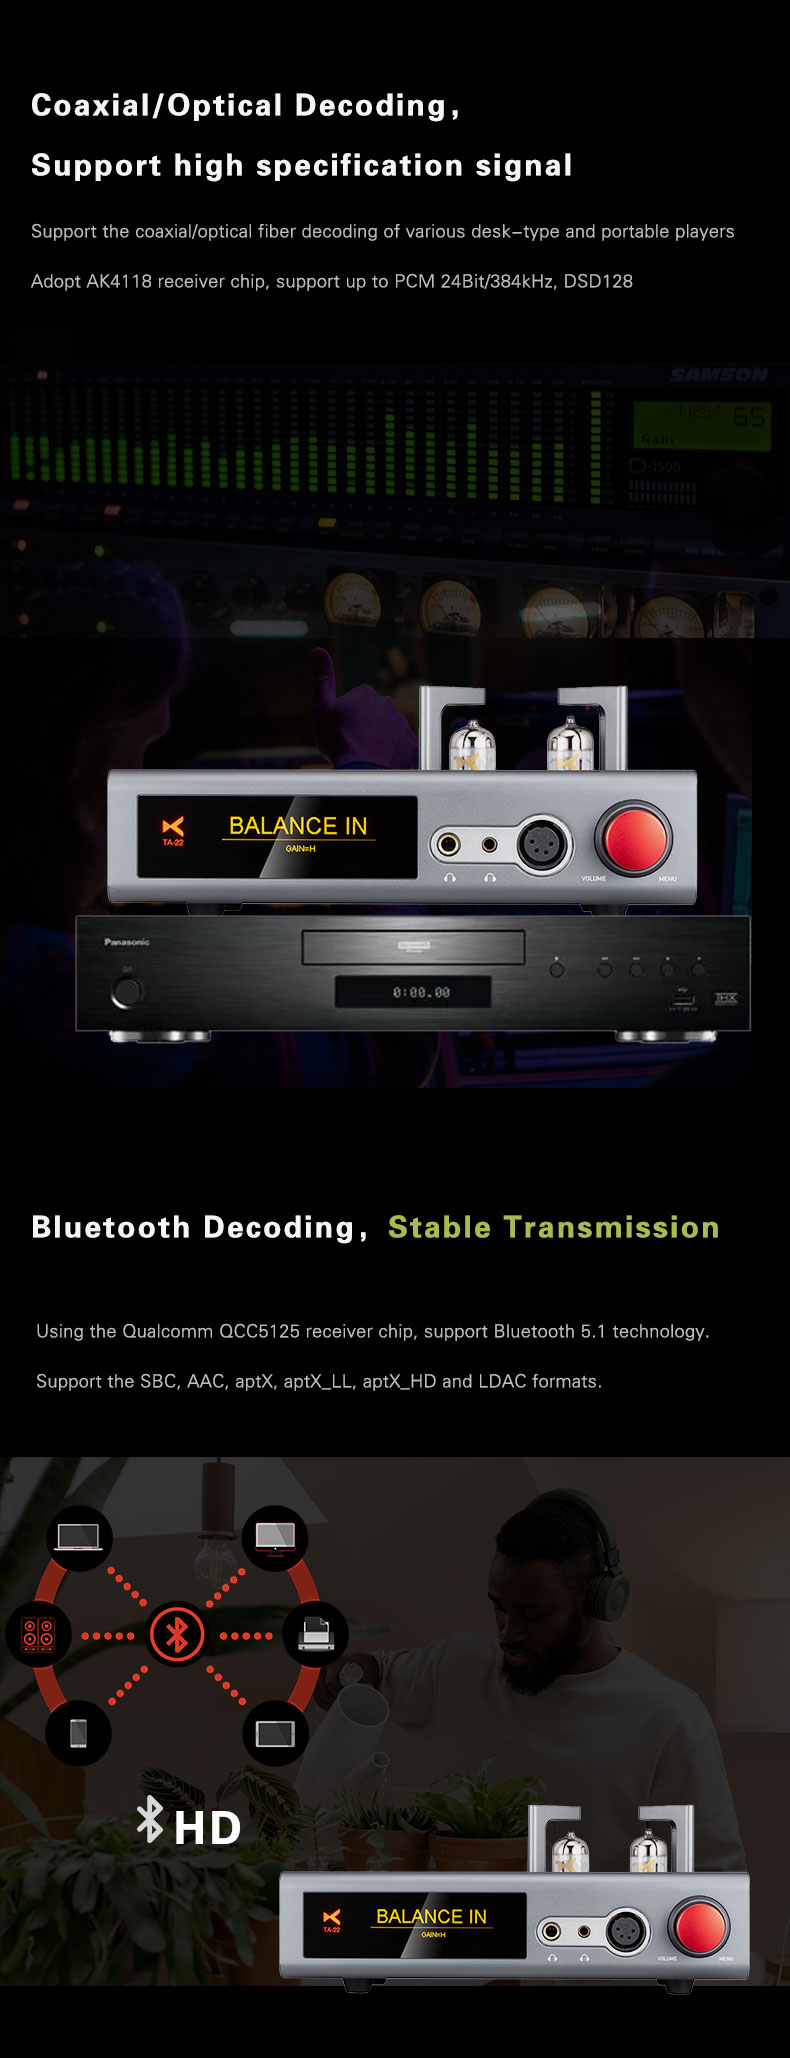 Coaxial/Optical Decoding,
Support high specification signal
Support the coaxial/optical fiber decoding of various desk-type and portable players
Adopt AK4118 receiver chip, support up to PCM 24Bit/384kHz, DSD128
SAMSON
1125 65
Gain
D-1500
BALANCE IN
TA-22
GAIN=H
VOLUME
MENU
Panasonic
0:00.00
THX
Bluetooth Decoding, Stable Transmission
Using the Qualcomm QCC5125 receiver chip, support Bluetooth 5.1 technology.
Support the SBC, AAC, aptX, aptX_LL, aptX_HD and LDAC formats.
HD
BALANCE IN
TA-22
GAIN=H
VOLUME
MENU